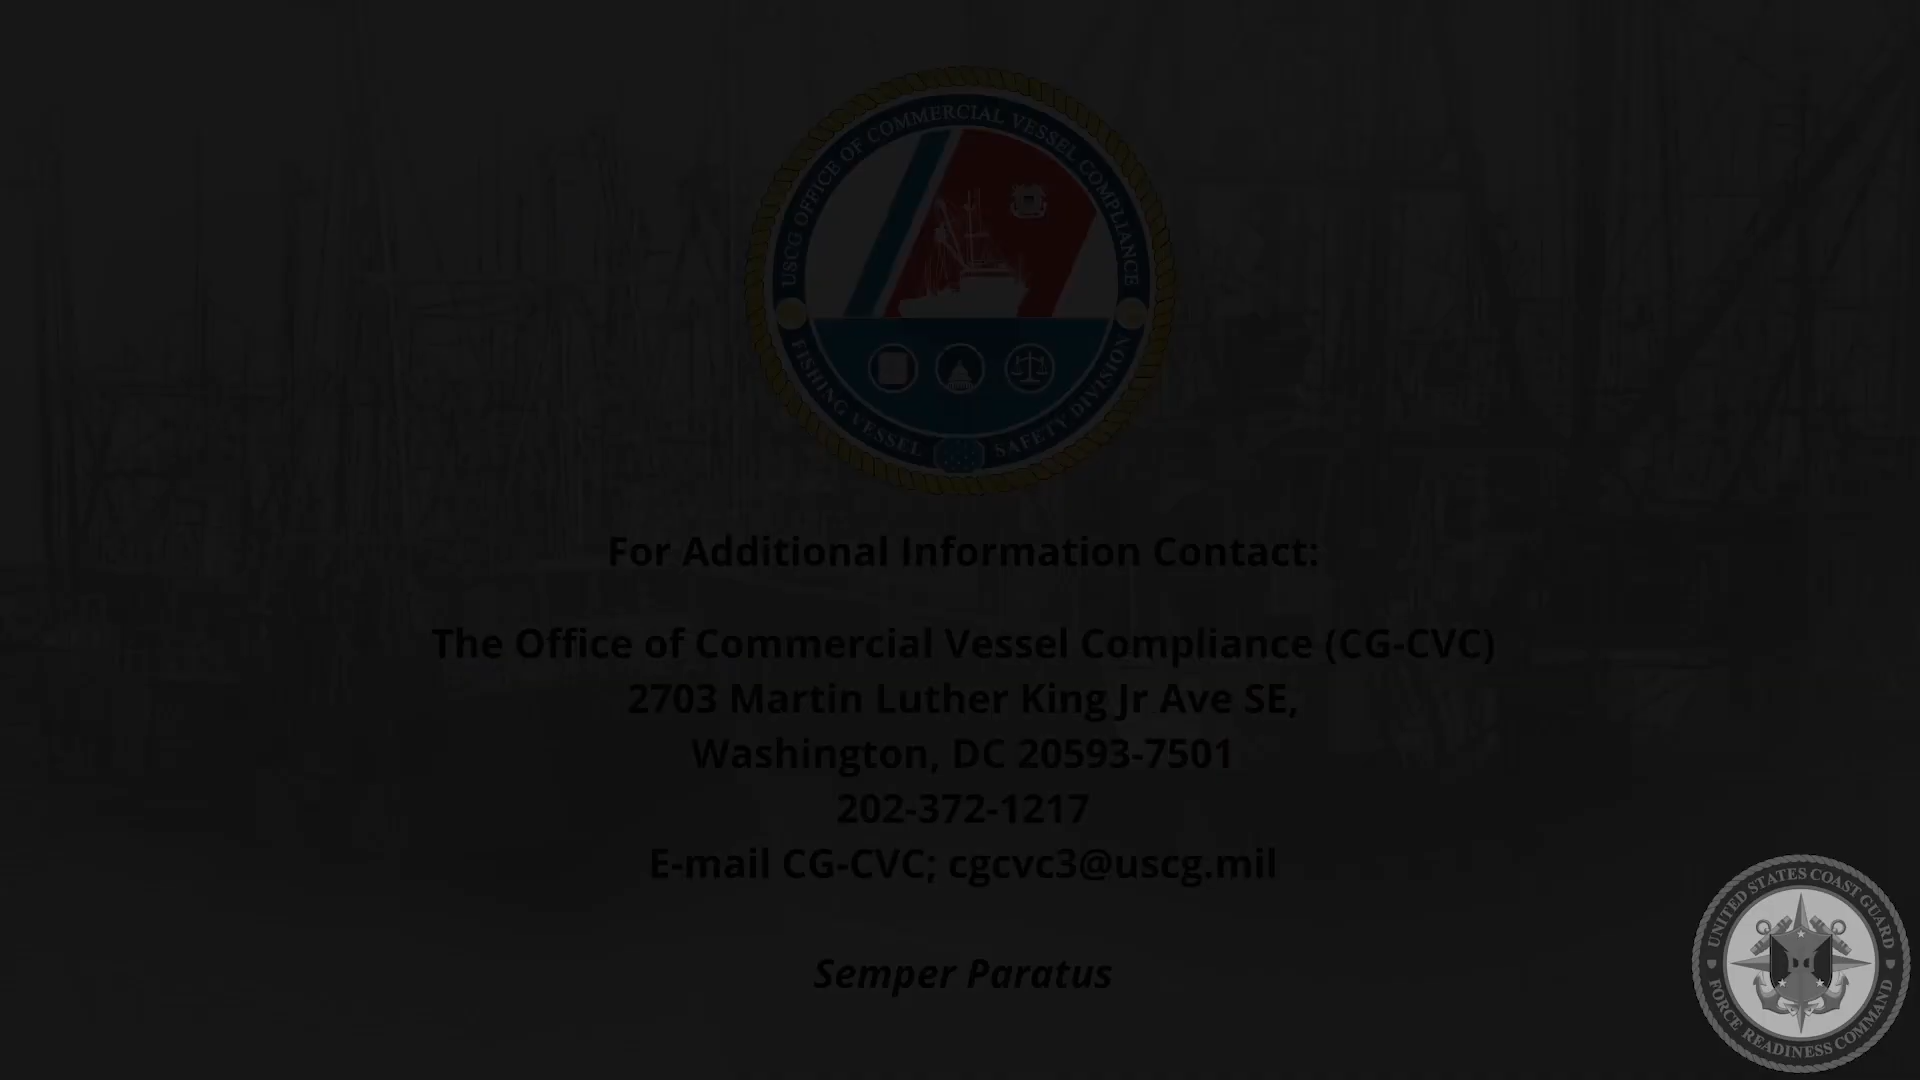 USCG OFFICE OF COMMERCIAL VESSEL COMPLIANCE
FISHING VESSEL SAFETY DIVISION
For Additional Information Contact:
The Office of Commercial Vessel Compliance (CG-CVC)
2703 Martin Luther King Jr Ave SE,
Washington, DC 20593-7501
202-372-1217
E-mail CG-CVC; cgcvc3@uscg.mil
Semper Paratus
UNITED STATES COAST GUARD
FORCE READINESS COMMAND